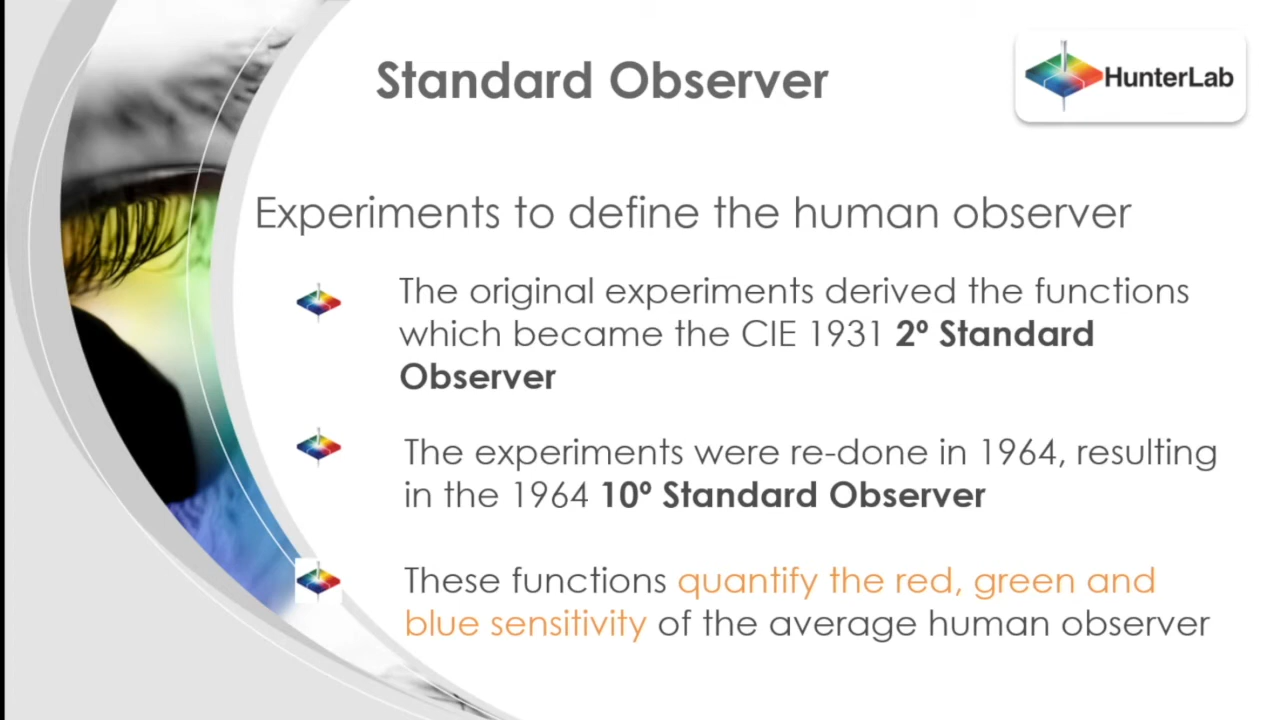 Standard Observer
HunterLab
Experiments to define the human observer
The original experiments derived the functions
which became the CIE 1931 2º Standard
Observer
The experiments were re-done in 1964, resulting
in the 1964 10º Standard Observer
These functions quantify the red, green and
blue sensitivity of the average human observer